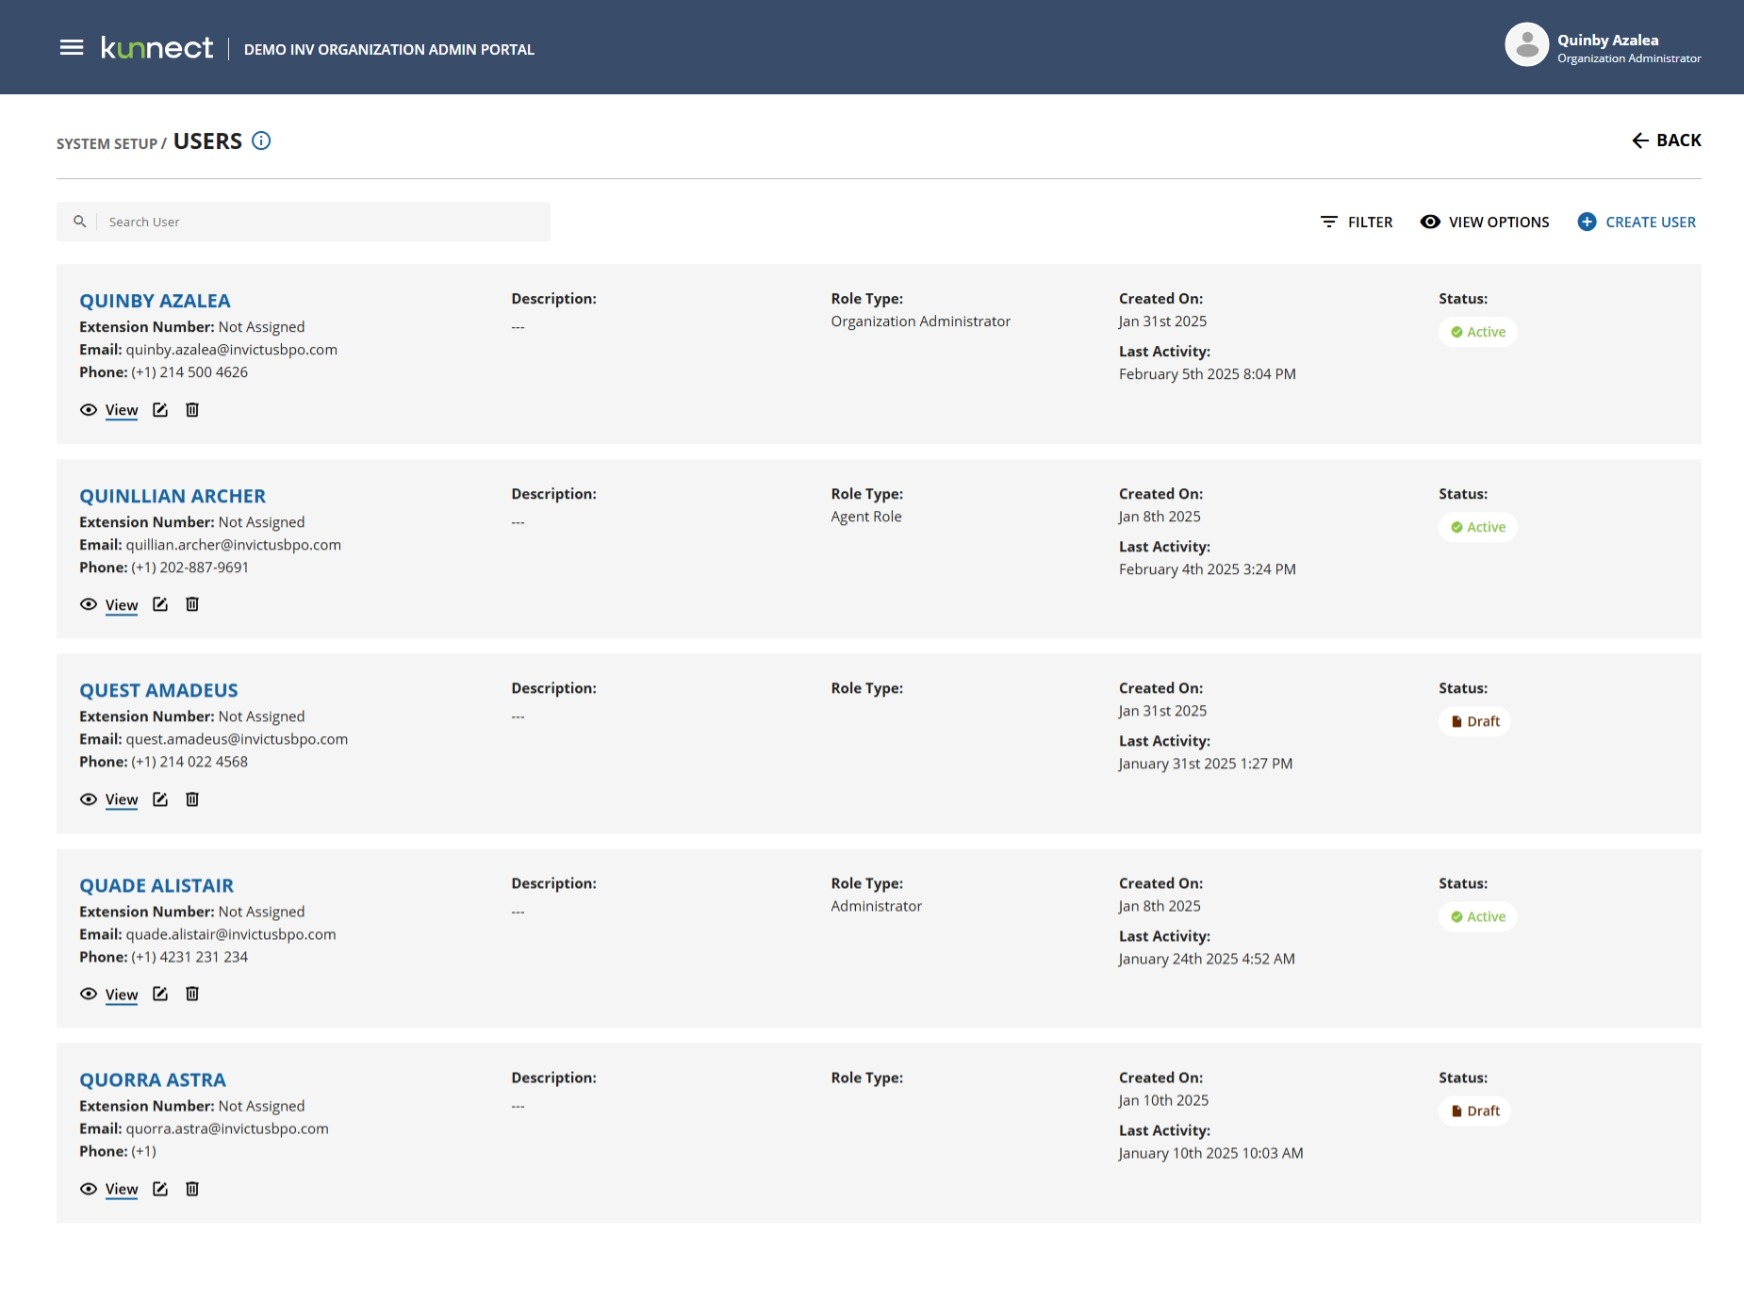 kunnect DEMO INV ORGANIZATION ADMIN PORTAL
Quinby Azalea
Organization Administrator
SYSTEM SETUP / USERS
BACK
Search User
FILTER VIEW OPTIONS CREATE USER
QUINBY AZALEA
Extension Number: Not Assigned
Email: quinby.azalea@invictusbpo.com
Phone: (+1) 214 500 4626
View
Description:
---
Role Type:
Organization Administrator
Created On:
Jan 31st 2025
Last Activity:
February 5th 2025 8:04 PM
Status:
Active
QUINLLIAN ARCHER
Extension Number: Not Assigned
Email: quillian.archer@invictusbpo.com
Phone: (+1) 202-887-9691
View
Description:
---
Role Type:
Agent Role
Created On:
Jan 8th 2025
Last Activity:
February 4th 2025 3:24 PM
Status:
Active
QUEST AMADEUS
Extension Number: Not Assigned
Email: quest.amadeus@invictusbpo.com
Phone: (+1) 214 022 4568
View
Description:
---
Role Type:
Created On:
Jan 31st 2025
Last Activity:
January 31st 2025 1:27 PM
Status:
Draft
QUADE ALISTAIR
Extension Number: Not Assigned
Email: quade.alistair@invictusbpo.com
Phone: (+1) 4231 231 234
View
Description:
---
Role Type:
Administrator
Created On:
Jan 8th 2025
Last Activity:
January 24th 2025 4:52 AM
Status:
Active
QUORRA ASTRA
Extension Number: Not Assigned
Email: quorra.astra@invictusbpo.com
Phone: (+1)
View
Description:
---
Role Type:
Created On:
Jan 10th 2025
Last Activity:
January 10th 2025 10:03 AM
Status:
Draft